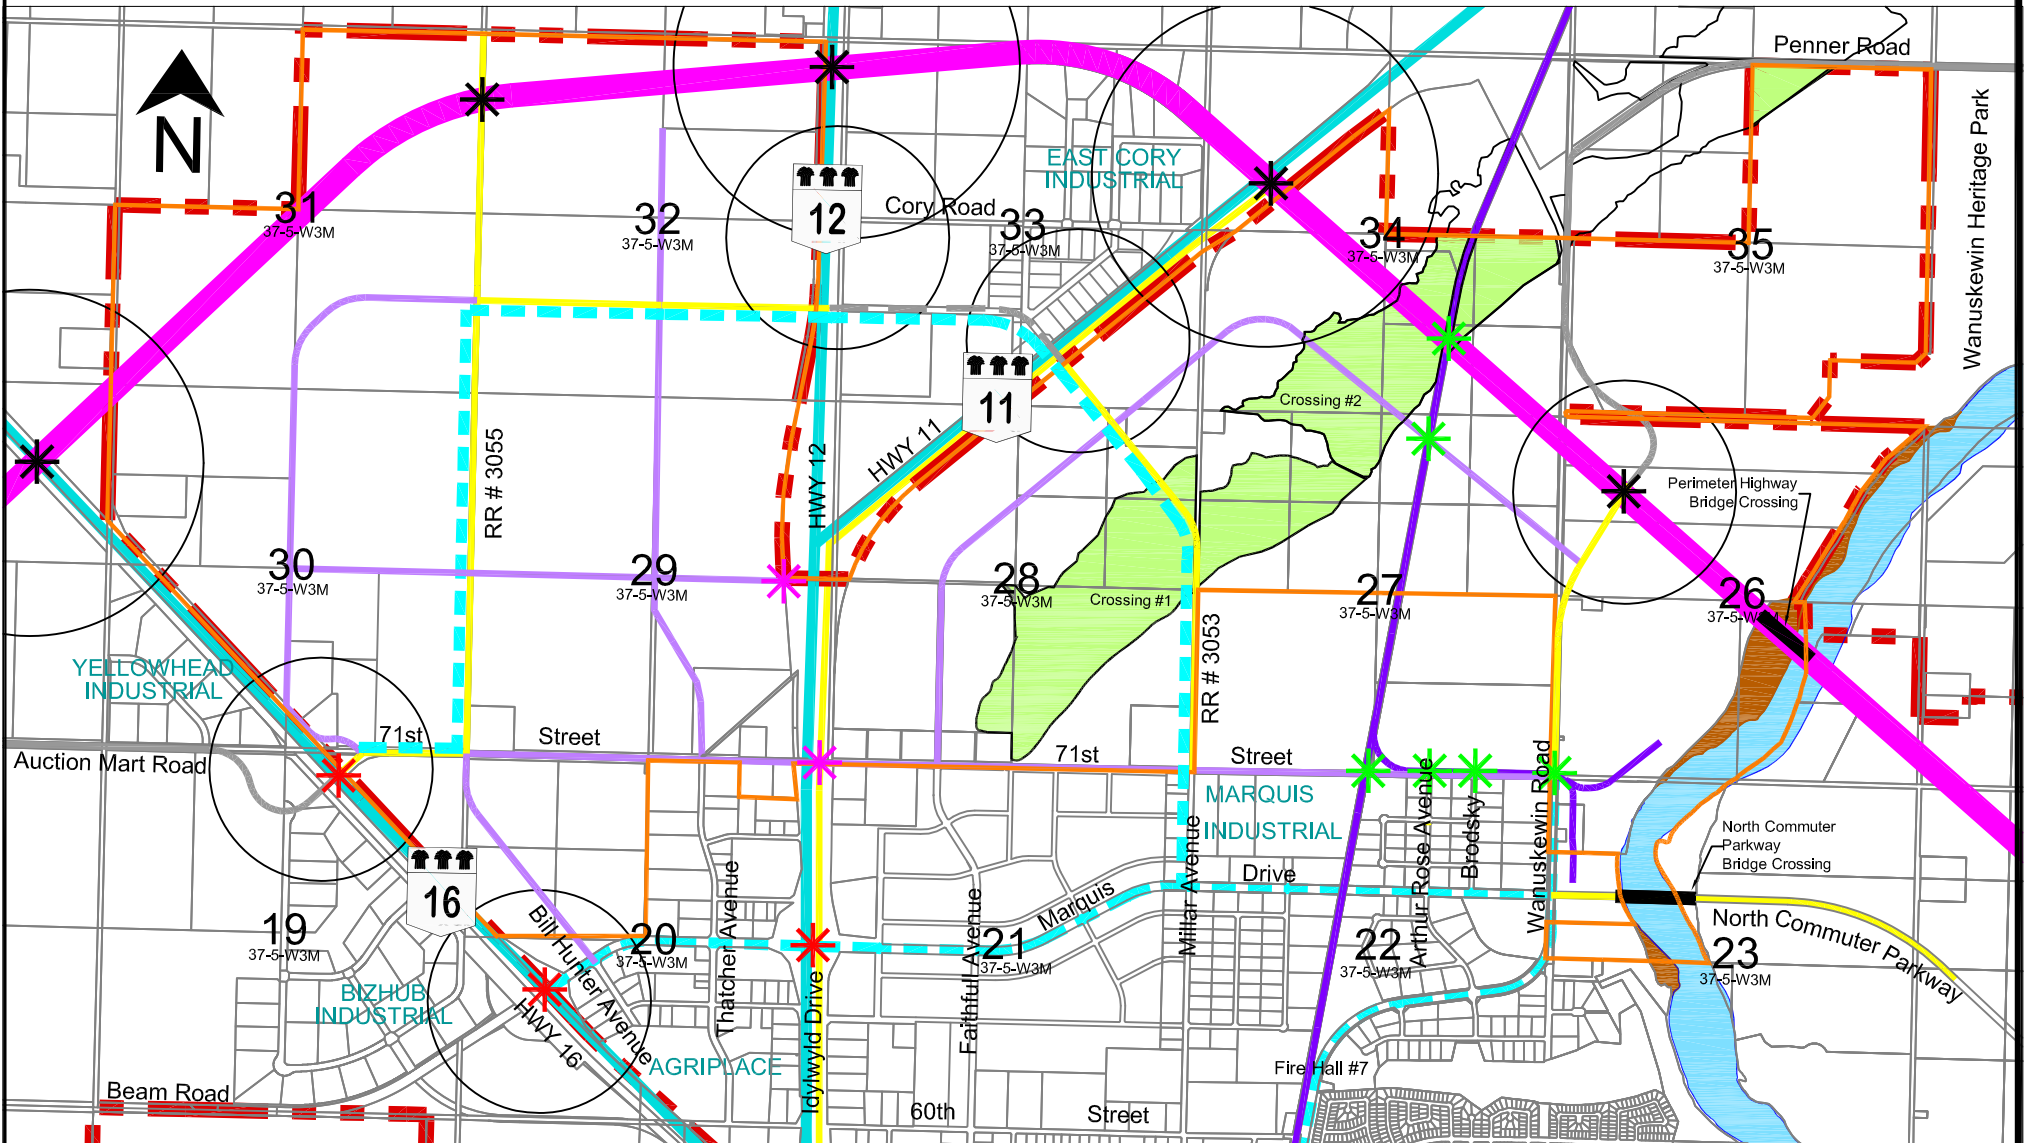 Penner Road
N
Wanuskewin Heritage Park
EAST CORY
INDUSTRIAL
31
37-5-W3M
32
37-5-W3M
12
Cory Road
33
37-5-W3M
34
37-5-W3M
35
37-5-W3M
11
HWY 11
HWY 12
RR # 3055
Crossing #2
Perimeter Highway
Bridge Crossing
30
37-5-W3M
29
37-5-W3M
28
37-5-W3M
Crossing #1
27
37-5-W3M
26
37-5-W3M
RR # 3053
YELLOWHEAD
INDUSTRIAL
71st
Street
71st
Street
Auction Mart Road
MARQUIS
INDUSTRIAL
Wanuskewin Road
Arthur Rose Avenue
Brodsky
North Commuter
Parkway
Bridge Crossing
16
Thatcher Avenue
Idylwyld Drive
Faithfull Avenue
Marquis
Drive
Millar Avenue
North Commuter Parkway
19
37-5-W3M
20
37-5-W3M
21
37-5-W3M
22
37-5-W3M
23
37-5-W3M
Bill Hunter Avenue
HWY 16
BIZHUB
INDUSTRIAL
AGRIPLACE
Fire Hall #7
Beam Road
60th
Street